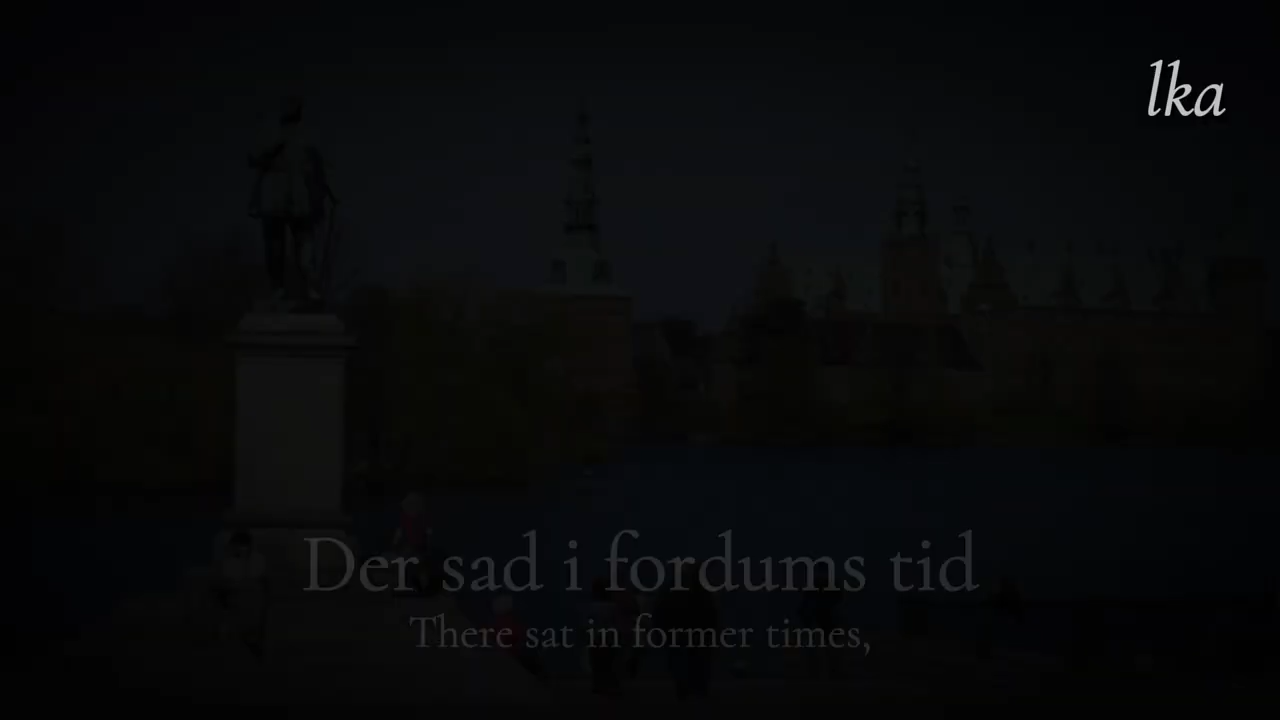 lka
Der sad i fordums tid
There sat in former times,